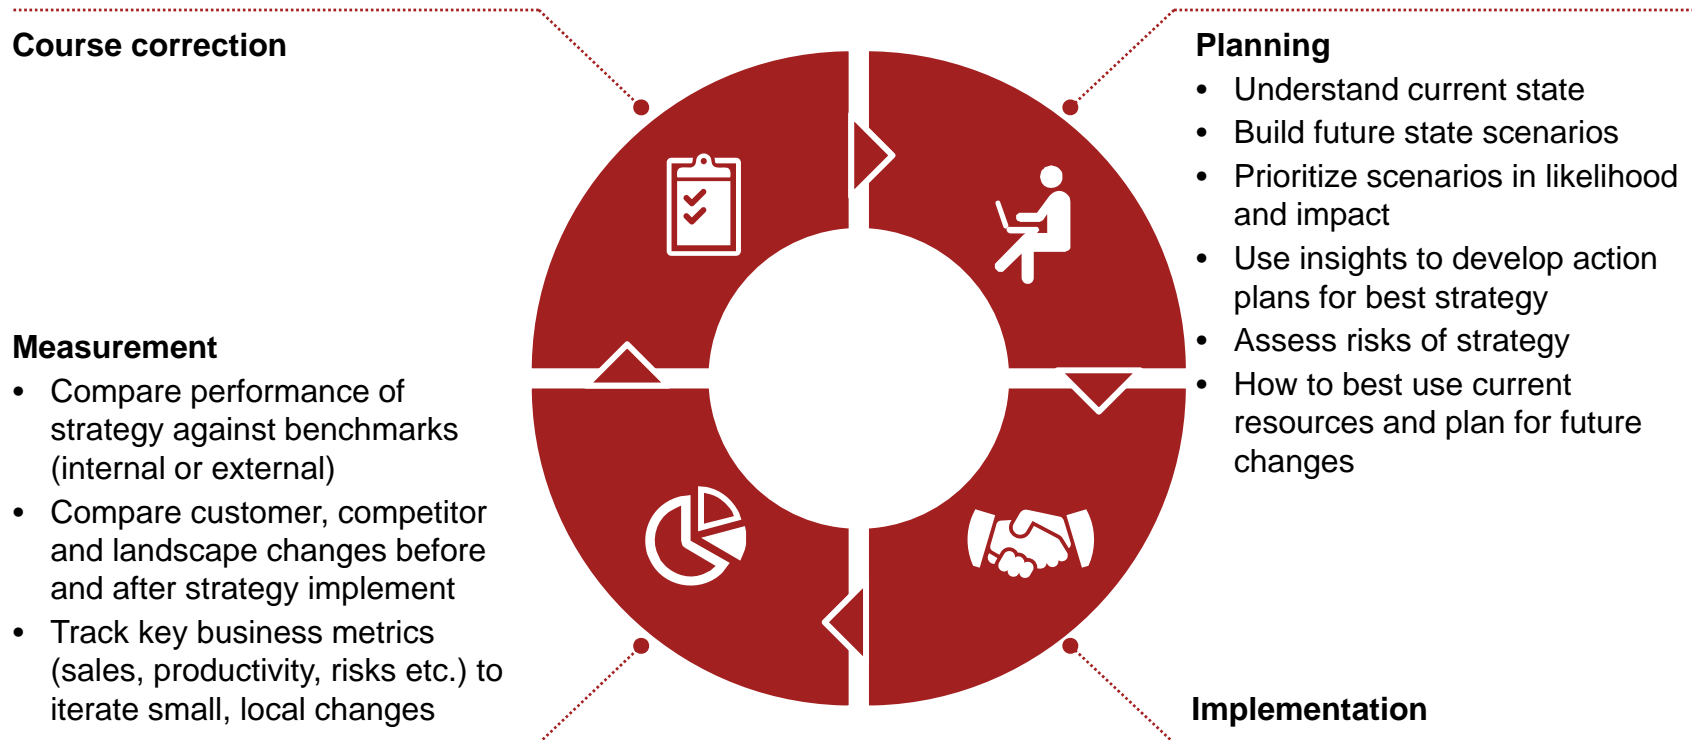 Course correction
Planning
• Understand current state
• Build future state scenarios
• Prioritize scenarios in likelihood
and impact
• Use insights to develop action
plans for best strategy
• Assess risks of strategy
• How to best use current
resources and plan for future
changes
Measurement
• Compare performance of
strategy against benchmarks
(internal or external)
• Compare customer, competitor
and landscape changes before
and after strategy implement
• Track key business metrics
(sales, productivity, risks etc.) to
iterate small, local changes
Implementation